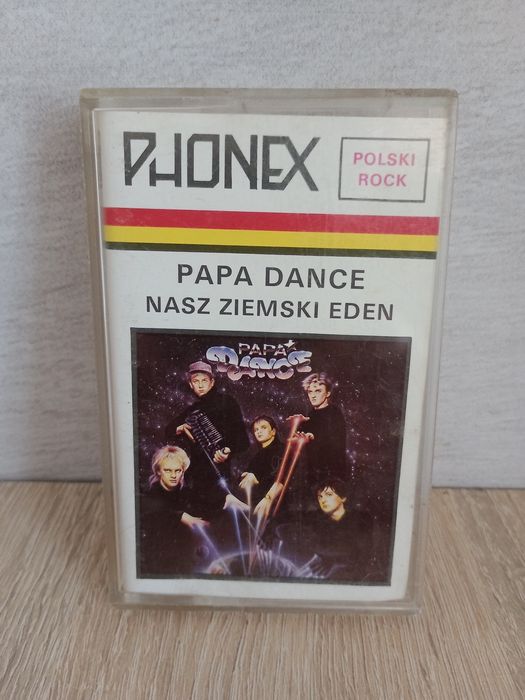 PHONEX
POLSKI
ROCK
PAPA DANCE
NASZ ZIEMSKI EDEN
PAPA
DANCE